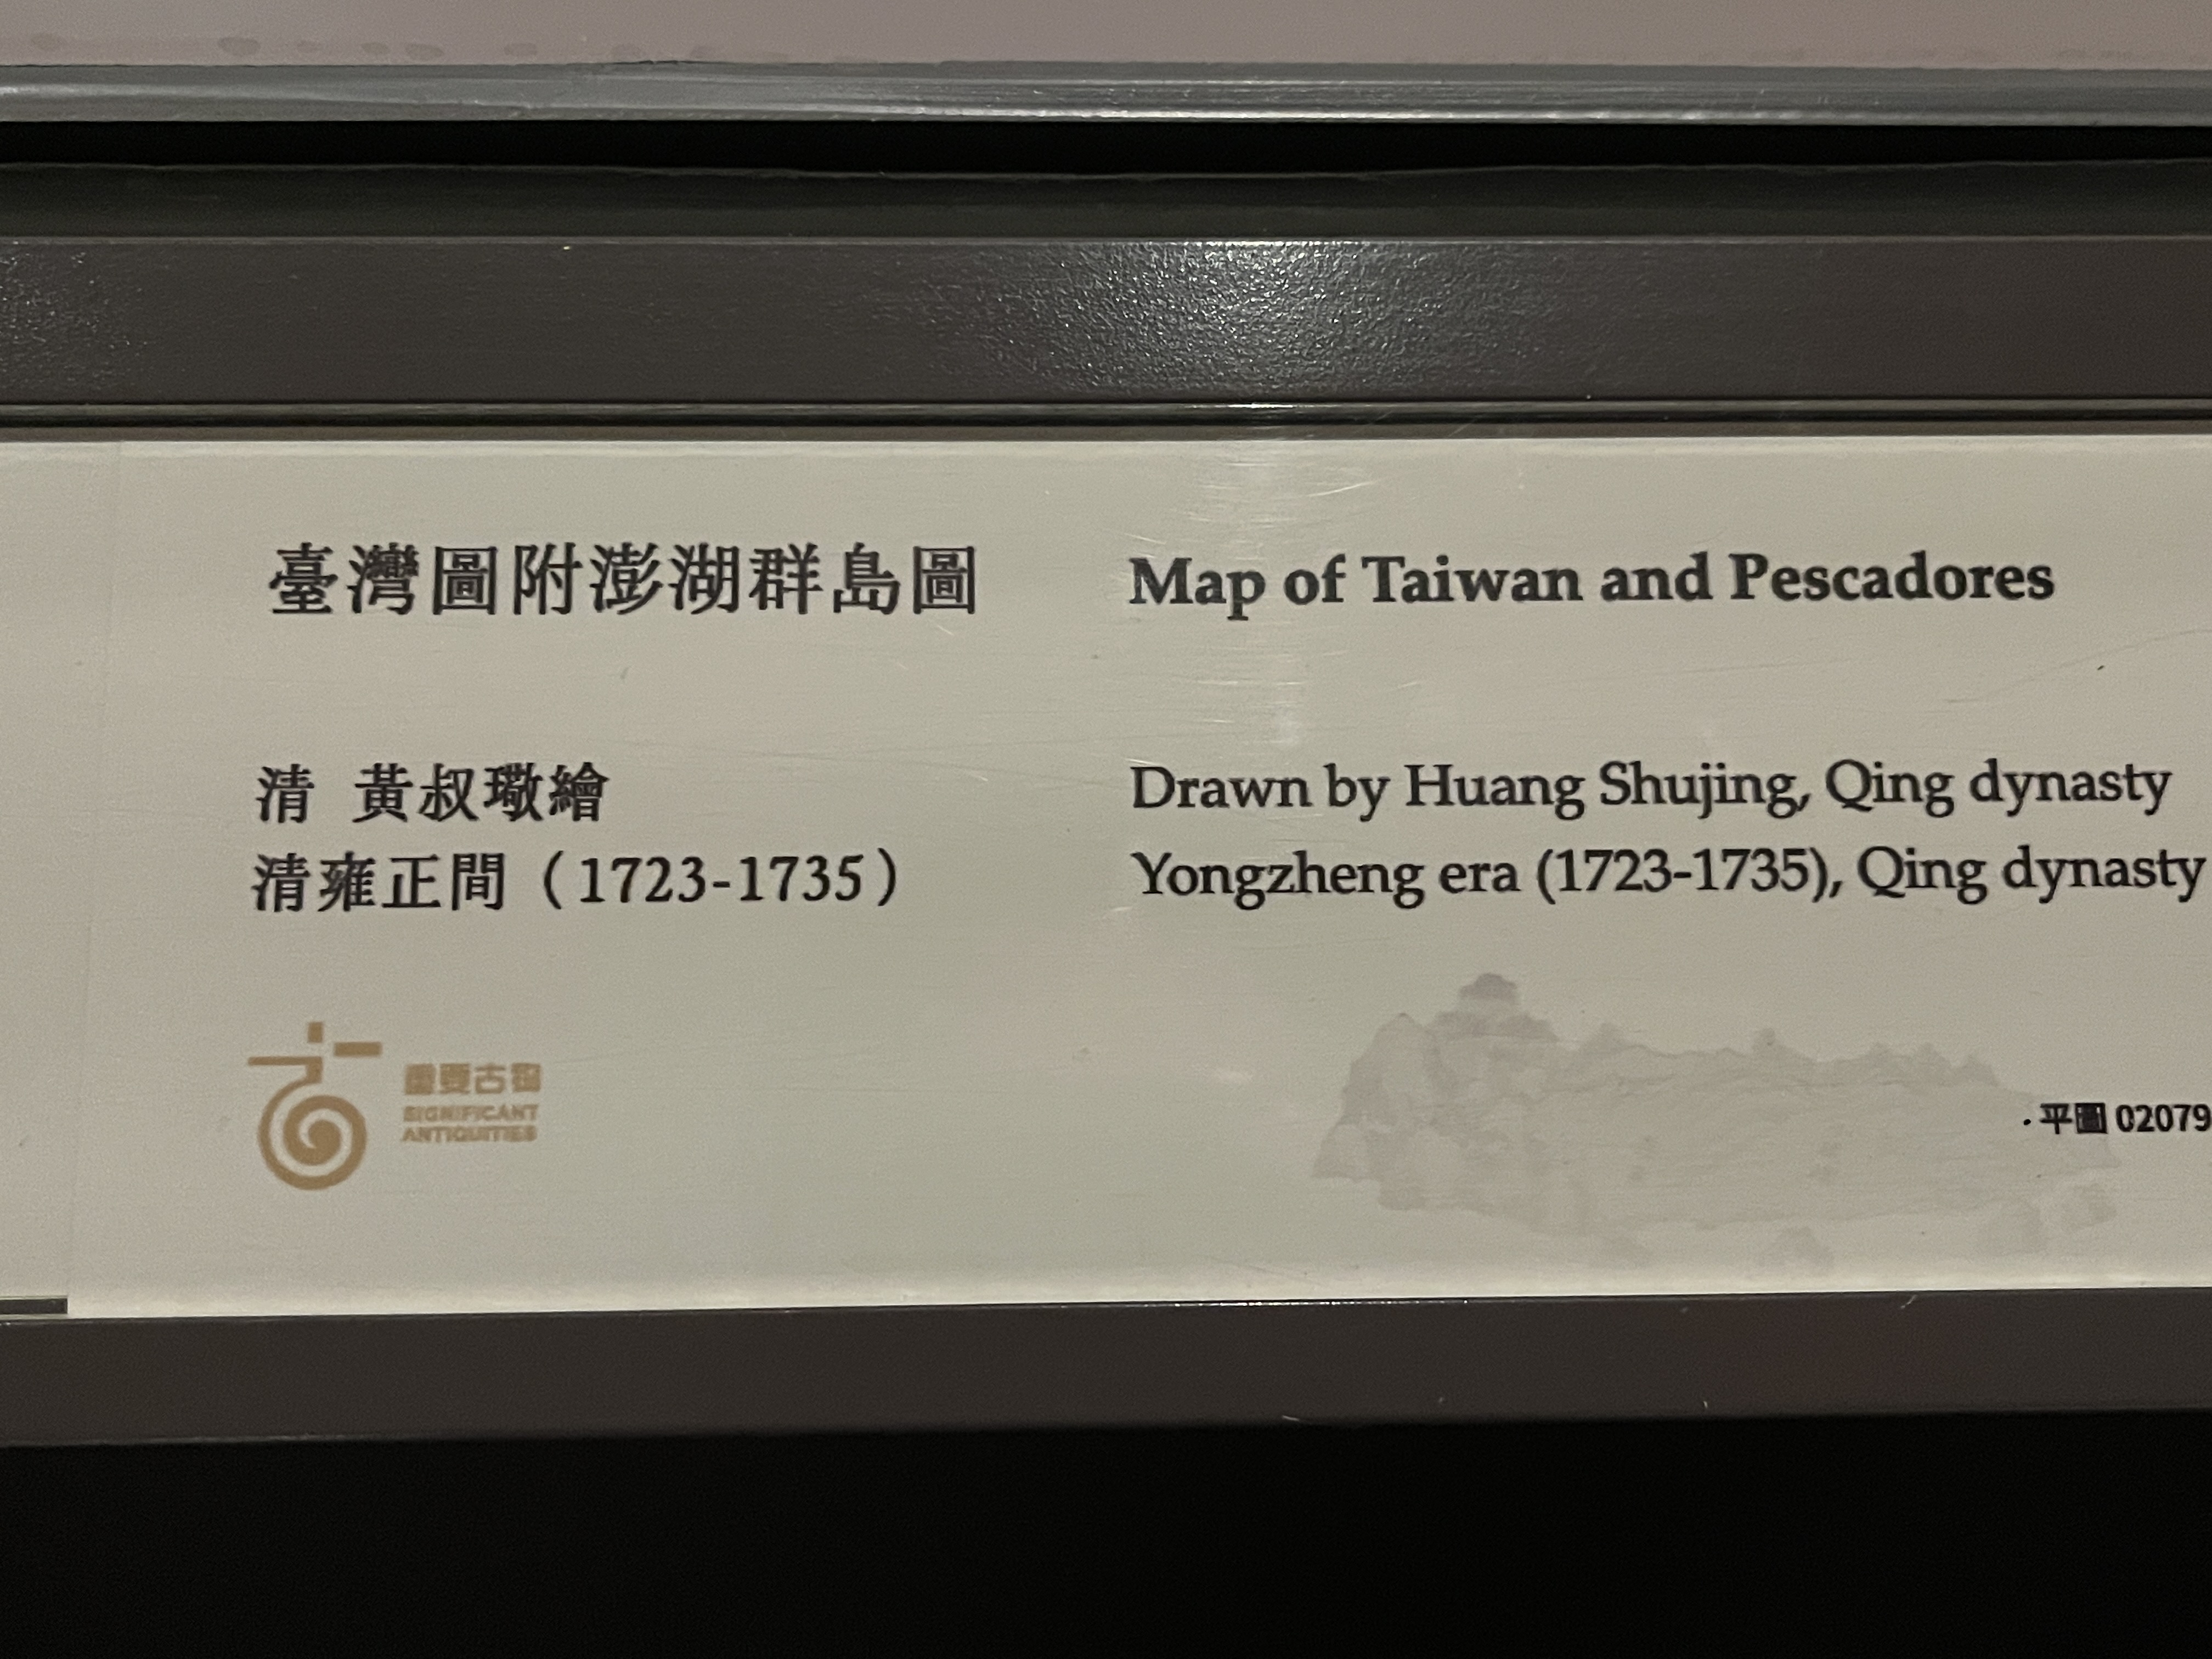 臺灣圖附澎湖群島圖
Map of Taiwan and Pescadores
清 黃叔璥繪
清雍正間（1723-1735）
Drawn by Huang Shujing, Qing dynasty
Yongzheng era (1723-1735), Qing dynasty
重要古物
SIGNIFICANT
ANTIQUITIES
平圖 02079